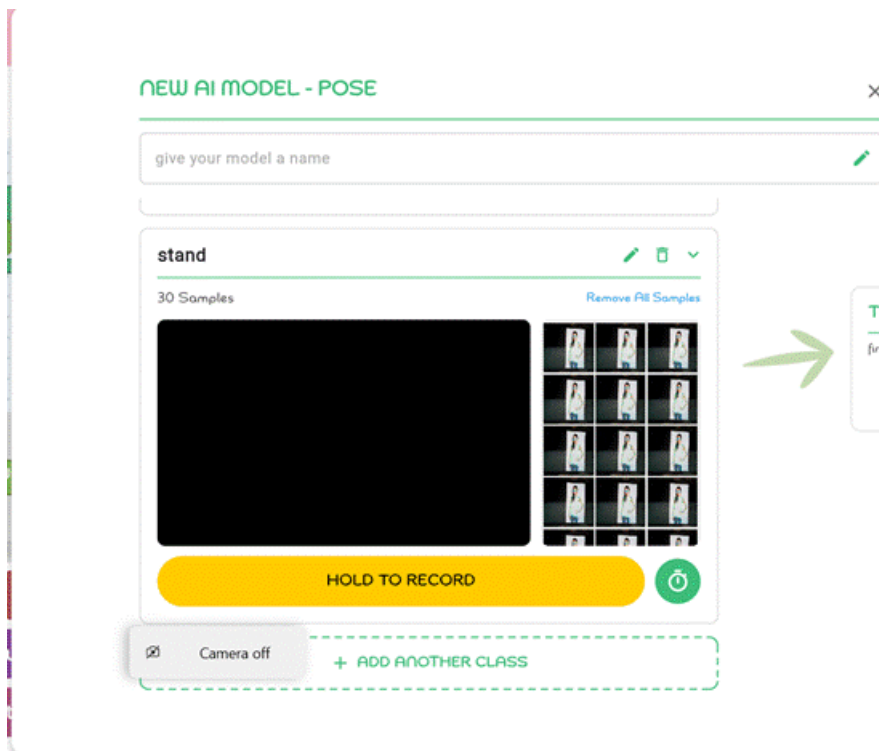 NEW AI MODEL - POSE
give your model a name
stand
30 Samples
Remove All Samples
HOLD TO RECORD
Camera off
+ ADD ANOTHER CLASS